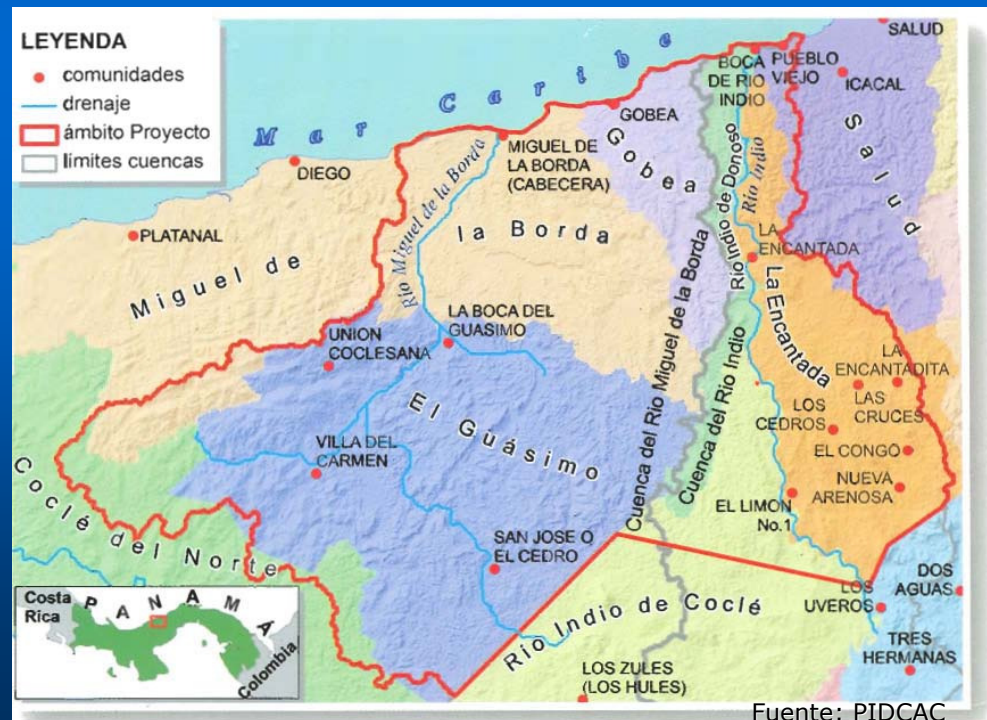 LEYENDA
comunidades
drenaje
ámbito Proyecto
límites cuencas
Mar Caribe
SALUD
BOCA
DE RIO
INDIO
PUEBLO
VIEJO
ICACAL
GOBEA
Gobea
Salud
DIEGO
MIGUEL DE
LA BORDA
(CABECERA)
Río Miguel de la Borda
Río Indio de Donoso
Río Indio
PLATANAL
Miguel de
la Borda
LA
ENCANTADA
La Encantada
UNION
COCLESANA
LA BOCA DEL
GUASIMO
Cuenca del Rio Miguel de la Borda
Cuenca del Río Indio
LA
ENCANTADITA
LAS
CRUCES
LOS
CEDROS
EL CONGO
NUEVA
ARENOSA
El Guásimo
VILLA DEL
CARMEN
EL LIMON
No.1
Coclé del Norte
SAN JOSE O
EL CEDRO
DOS
AGUAS
LOS
UVEROS
TRES
HERMANAS
Río Indio de Coclé
LOS ZULES
(LOS HULES)
Costa
Rica
PANAMA
Colombia
Fuente: PIDCAC